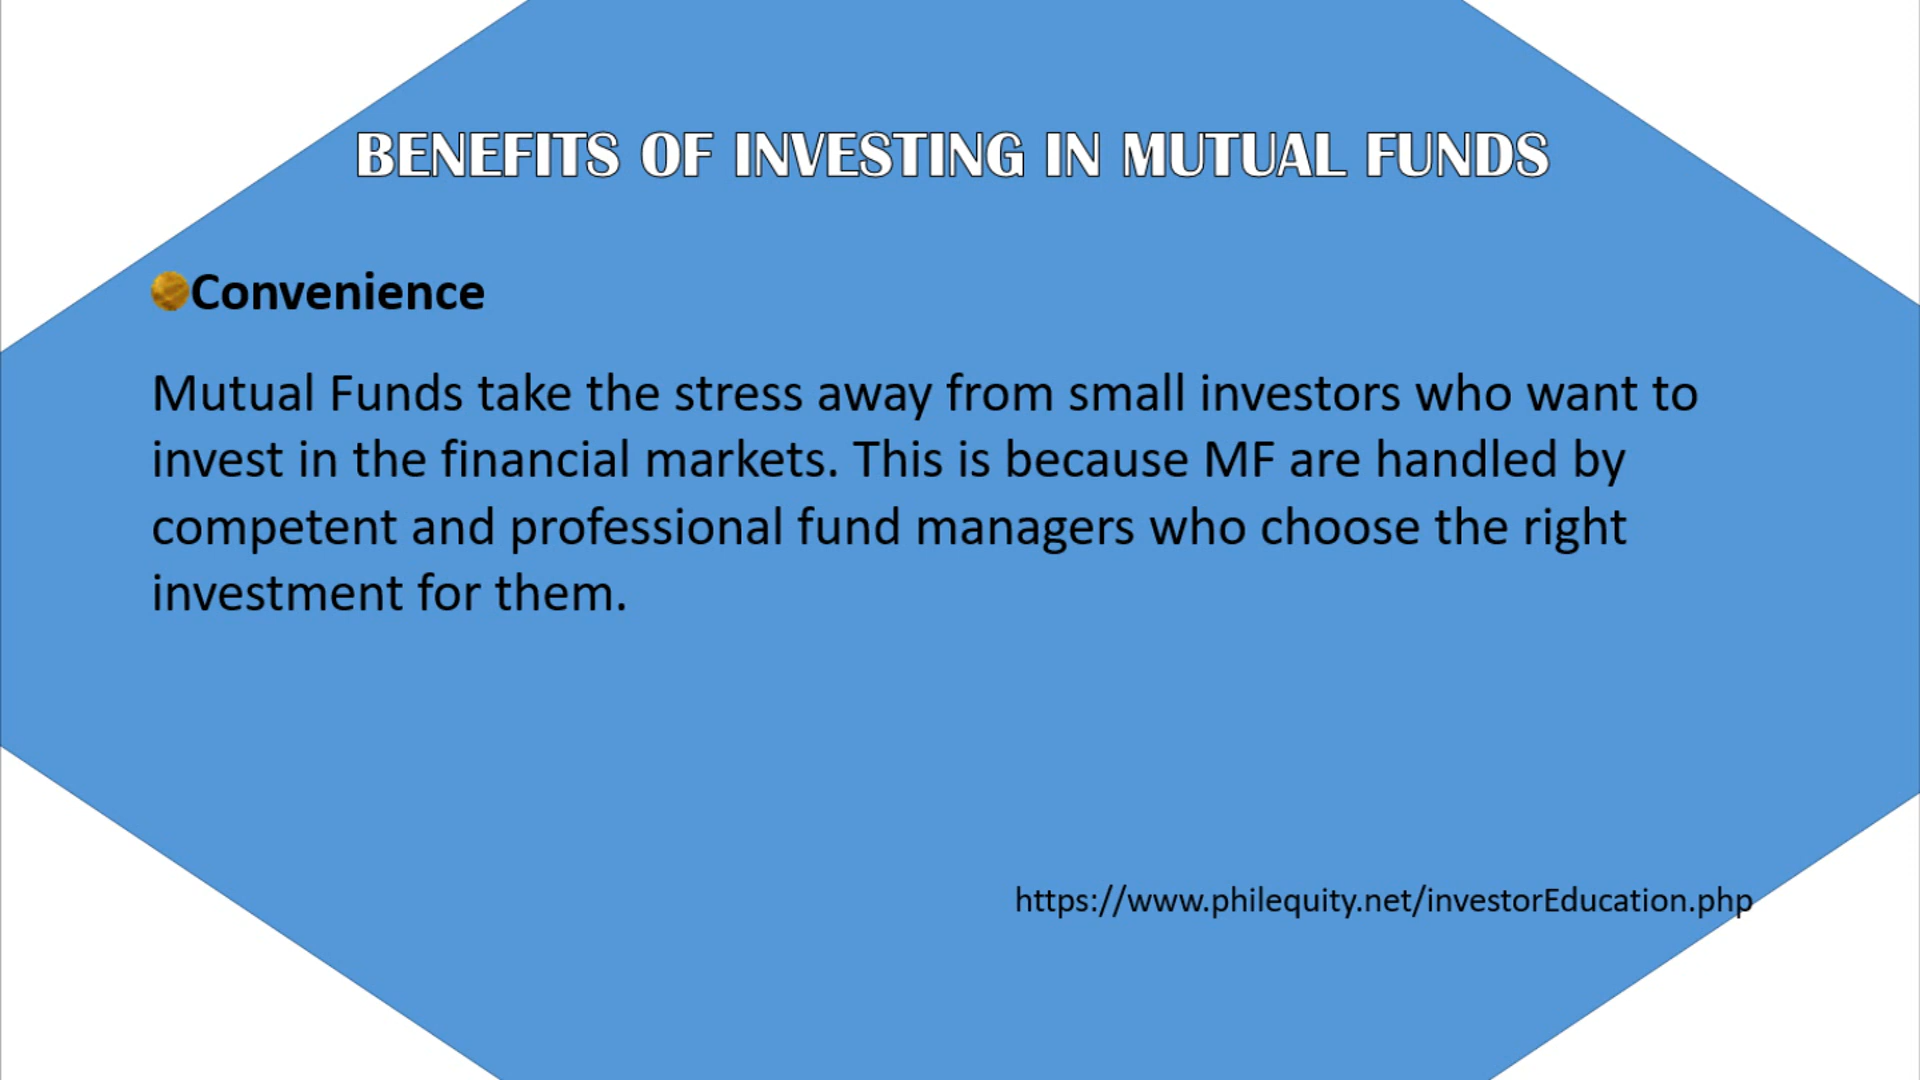 BENEFITS OF INVESTING IN MUTUAL FUNDS
Convenience
Mutual Funds take the stress away from small investors who want to
invest in the financial markets. This is because MF are handled by
competent and professional fund managers who choose the right
investment for them.
https://www.philequity.net/investorEducation.php